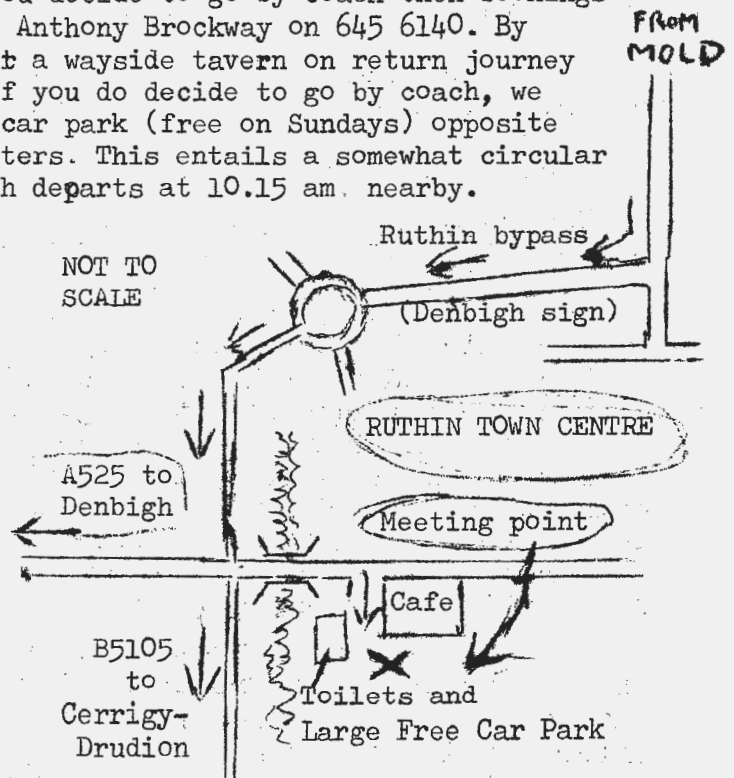 Anthony Brockway on 645 6140. By
FROM
MOLD
a wayside tavern on return journey
f you do decide to go by coach, we
car park (free on Sundays) opposite
ters. This entails a somewhat circular
h departs at 10.15 am. nearby.
Ruthin bypass
NOT TO
SCALE
(Denbigh sign)
RUTHIN TOWN CENTRE
A525 to
Denbigh
Meeting point
Cafe
B5105
to
Cerrigy-
Drudion
Toilets and
Large Free Car Park